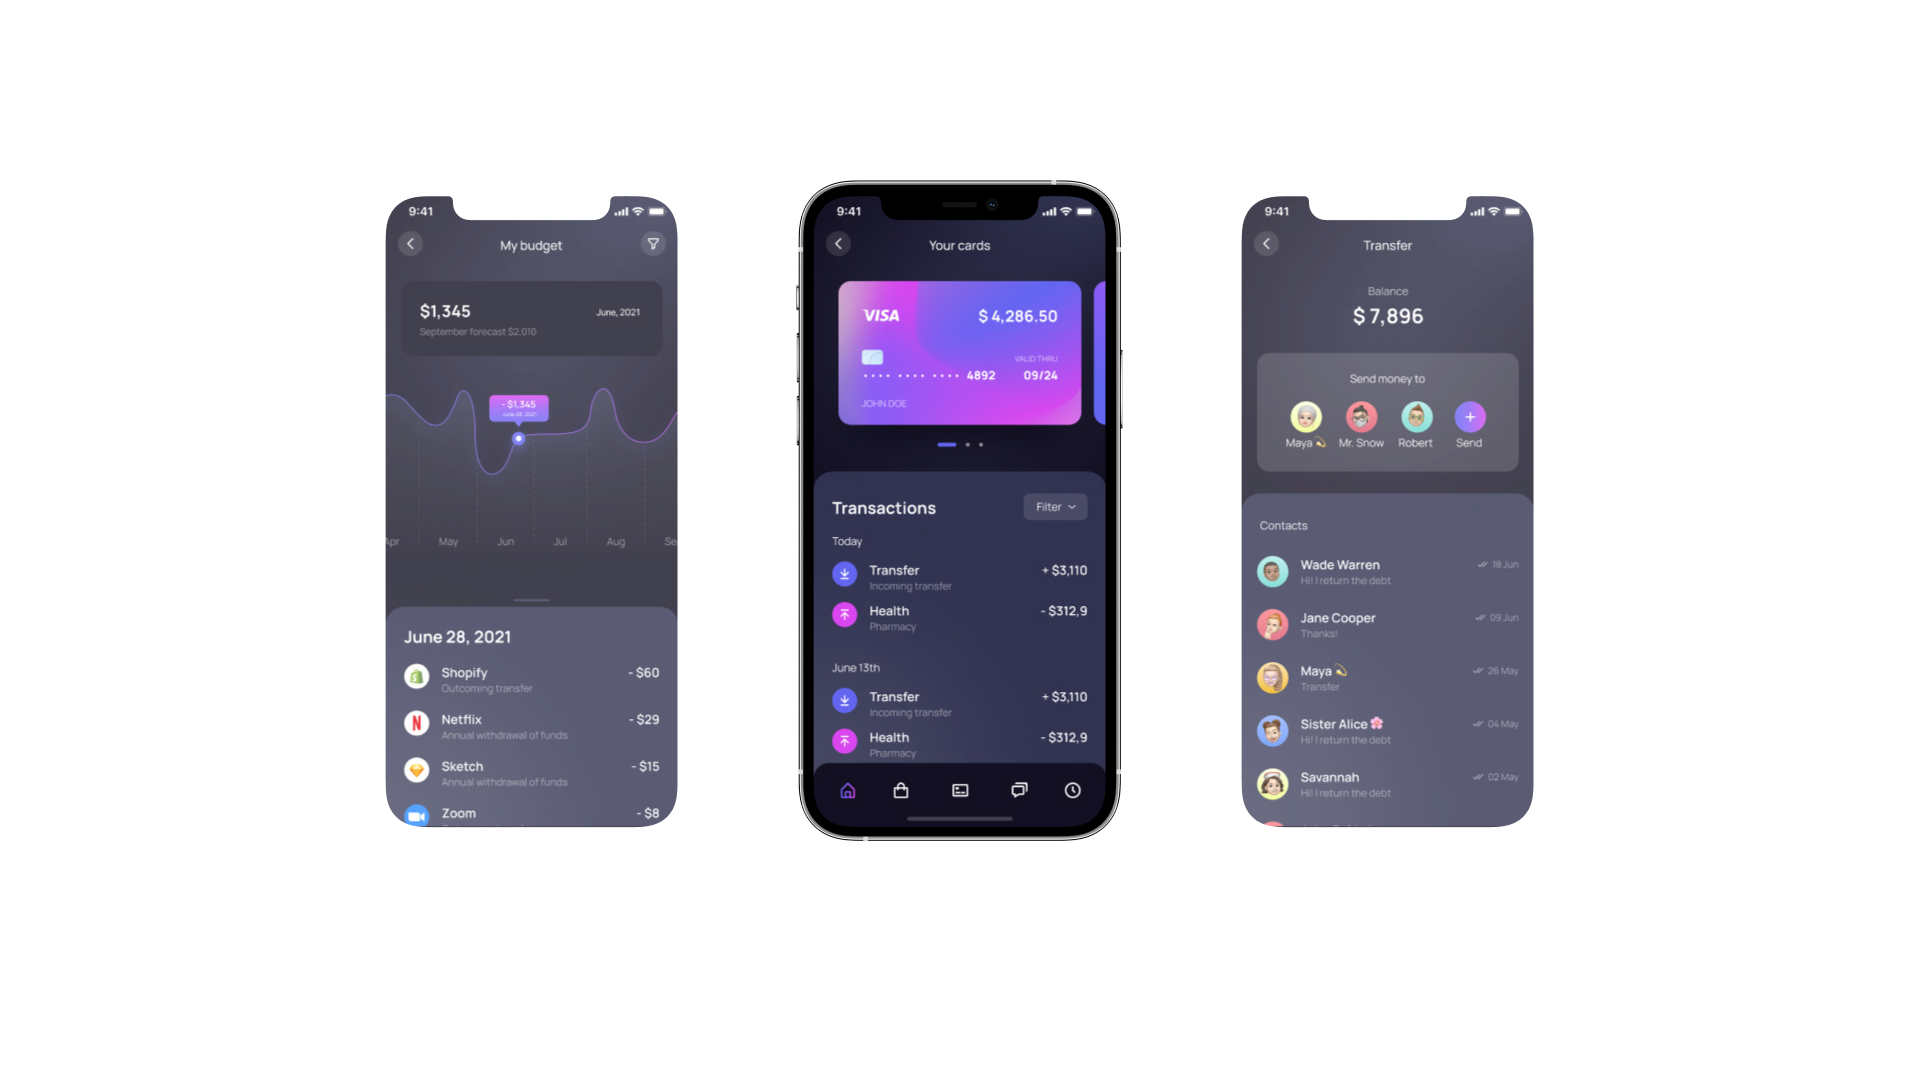 9:41
My budget
$1,345
June, 2021
September forecast $2,010
- $1,345
June 28, 2021
Apr May Jun Jul Aug Se
June 28, 2021
Shopify - $60
Outcoming transfer
Netflix - $29
Annual withdrawal of funds
Sketch - $15
Annual withdrawal of funds
Zoom - $8
9:41
Your cards
VISA $ 4,286.50
VALID THRU
•••• •••• •••• 4892 09/24
JOHN DOE
Transactions Filter
Today
Transfer + $3,110
Incoming transfer
Health - $312,9
Pharmacy
June 13th
Transfer + $3,110
Incoming transfer
Health - $312,9
Pharmacy
9:41
Transfer
Balance
$ 7,896
Send money to
Maya 💫 Mr. Snow Robert Send
Contacts
Wade Warren 18 Jun
Hi! I return the debt
Jane Cooper 09 Jun
Thanks!
Maya 💫 26 May
Transfer
Sister Alice 🌸 04 May
Hi! I return the debt
Savannah 02 May
Hi! I return the debt